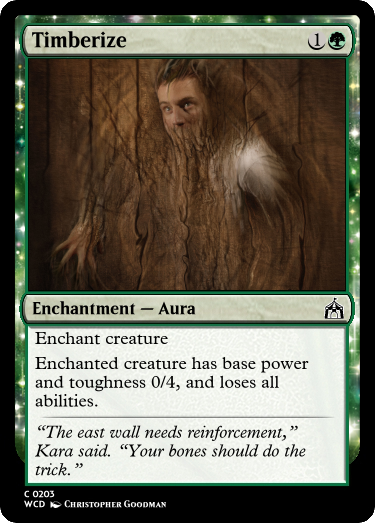 Timberize 1
Enchantment — Aura
Enchant creature
Enchanted creature has base power
and toughness 0/4, and loses all
abilities.
“The east wall needs reinforcement,”
Kara said. “Your bones should do the
trick.”
C 0203
WCD Christopher Goodman